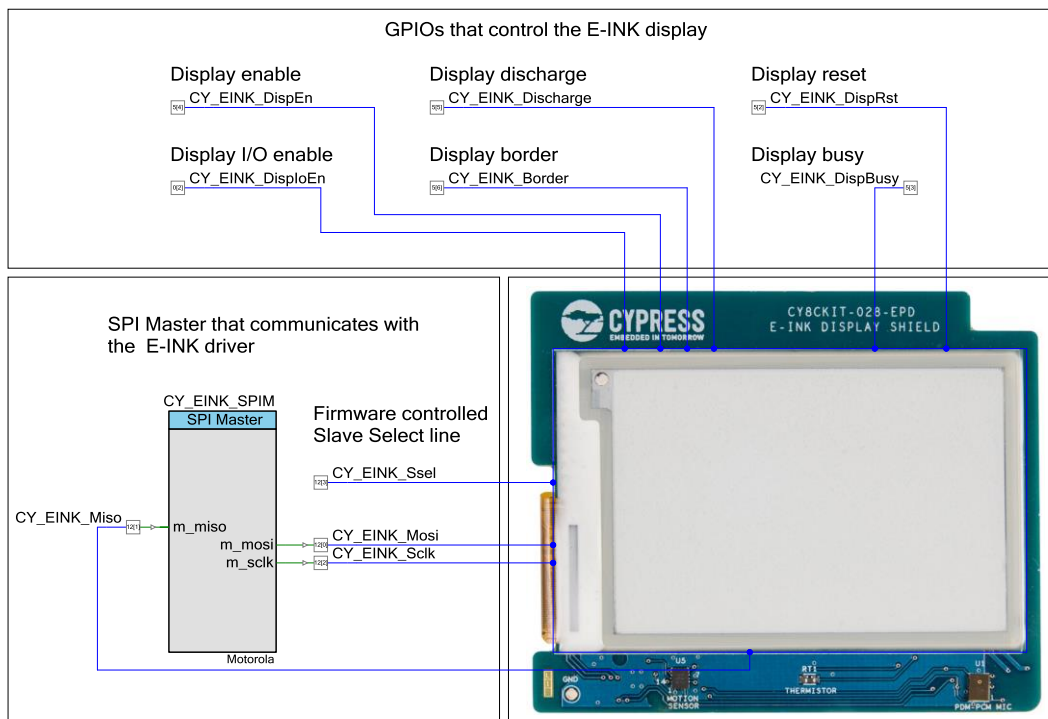 GPIOs that control the E-INK display
Display enable
CY_EINK_DispEn
5[4]
Display discharge
CY_EINK_Discharge
5[5]
Display reset
CY_EINK_DispRst
5[2]
Display I/O enable
CY_EINK_DispIoEn
0[2]
Display border
CY_EINK_Border
5[6]
Display busy
CY_EINK_DispBusy
5[3]
SPI Master that communicates with
the E-INK driver
CY_EINK_SPIM
SPI Master
Firmware controlled
Slave Select line
CY_EINK_Ssel
12[3]
CY_EINK_Miso
12[1]
m_miso
m_mosi
12[0]
CY_EINK_Mosi
m_sclk
12[2]
CY_EINK_Sclk
Motorola
CYPRESS
EMBEDDED IN TOMORROW
CY8CKIT-028-EPD
E-INK DISPLAY SHIELD
GND
U5
14
1
MOTION
SENSOR
RT1
THERMISTOR
U1
PDM-PCM MIC